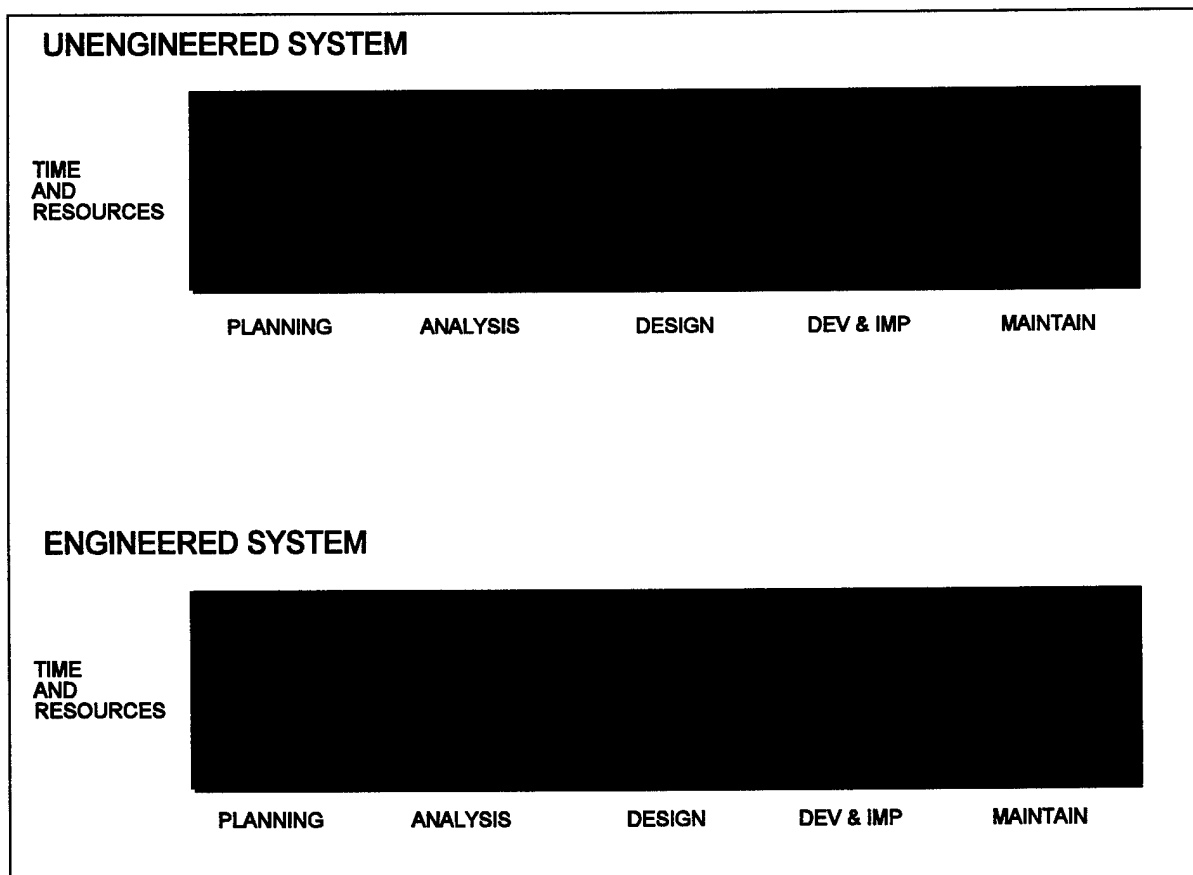 UNENGINEERED SYSTEM
TIME
AND
RESOURCES
PLANNING ANALYSIS DESIGN DEV & IMP MAINTAIN
ENGINEERED SYSTEM
TIME
AND
RESOURCES
PLANNING ANALYSIS DESIGN DEV & IMP MAINTAIN